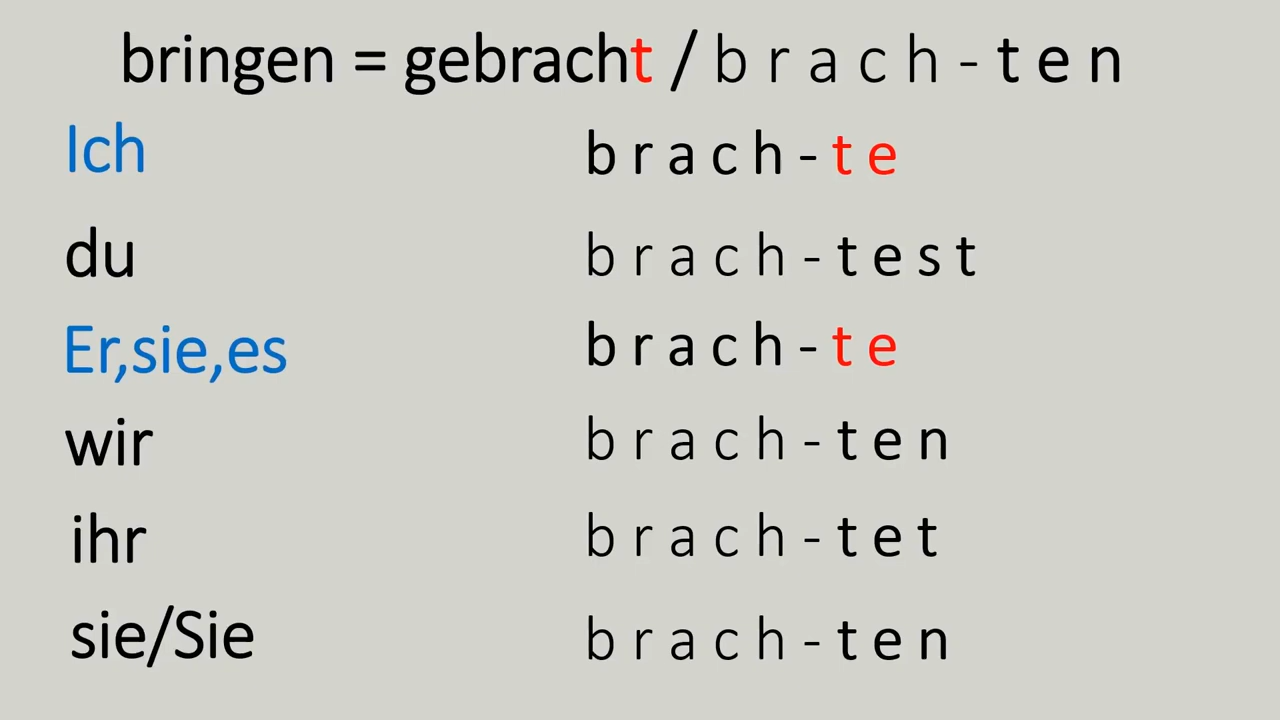 bringen = gebracht / b r a c h - t e n
Ich b r a c h - t e
du b r a c h - t e s t
Er,sie,es b r a c h - t e
wir b r a c h - t e n
ihr b r a c h - t e t
sie/Sie b r a c h - t e n